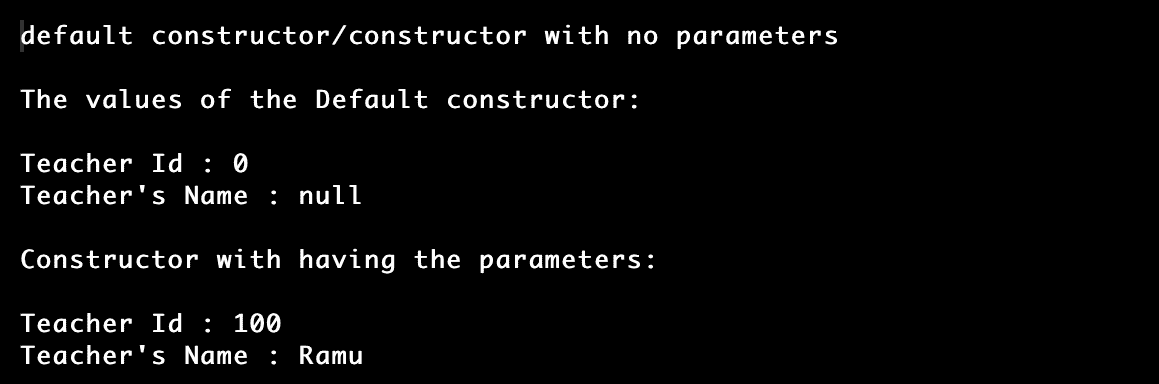 default constructor/constructor with no parameters
The values of the Default constructor:
Teacher Id : 0
Teacher's Name : null
Constructor with having the parameters:
Teacher Id : 100
Teacher's Name : Ramu